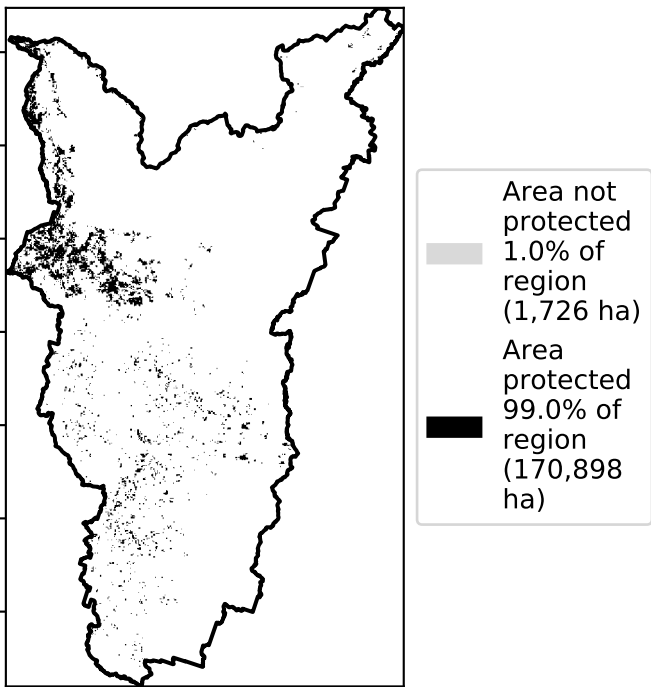 Area not
protected
1.0% of
region
(1,726 ha)
Area
protected
99.0% of
region
(170,898
ha)